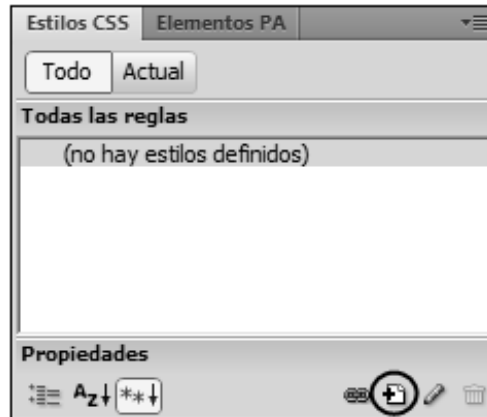 Estilos CSS Elementos PA
Todo Actual
Todas las reglas
(no hay estilos definidos)
Propiedades
AZ **